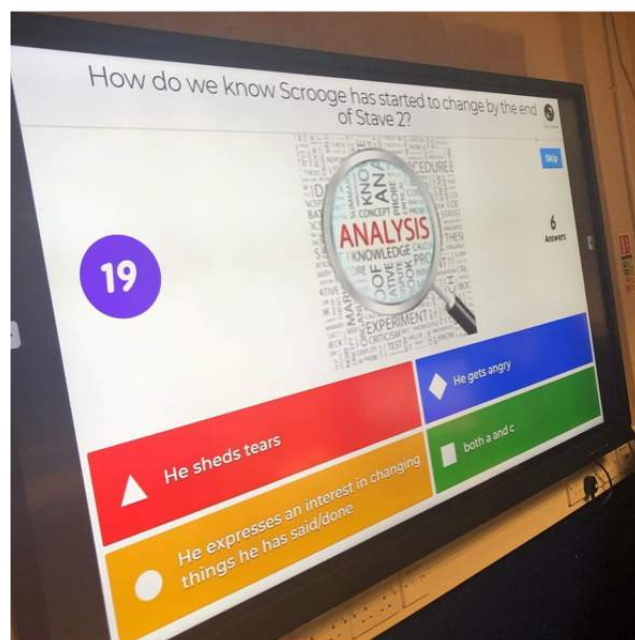 How do we know Scrooge has started to change by the end
of Stave 2?
Skip
19
6
Answers
ANALYSIS
KNOWLEDGE
CONCEPT
EXPERIMENT
CRITICISM
TEST
He sheds tears
He gets angry
He expresses an interest in changing
things he has said/done
both a and c